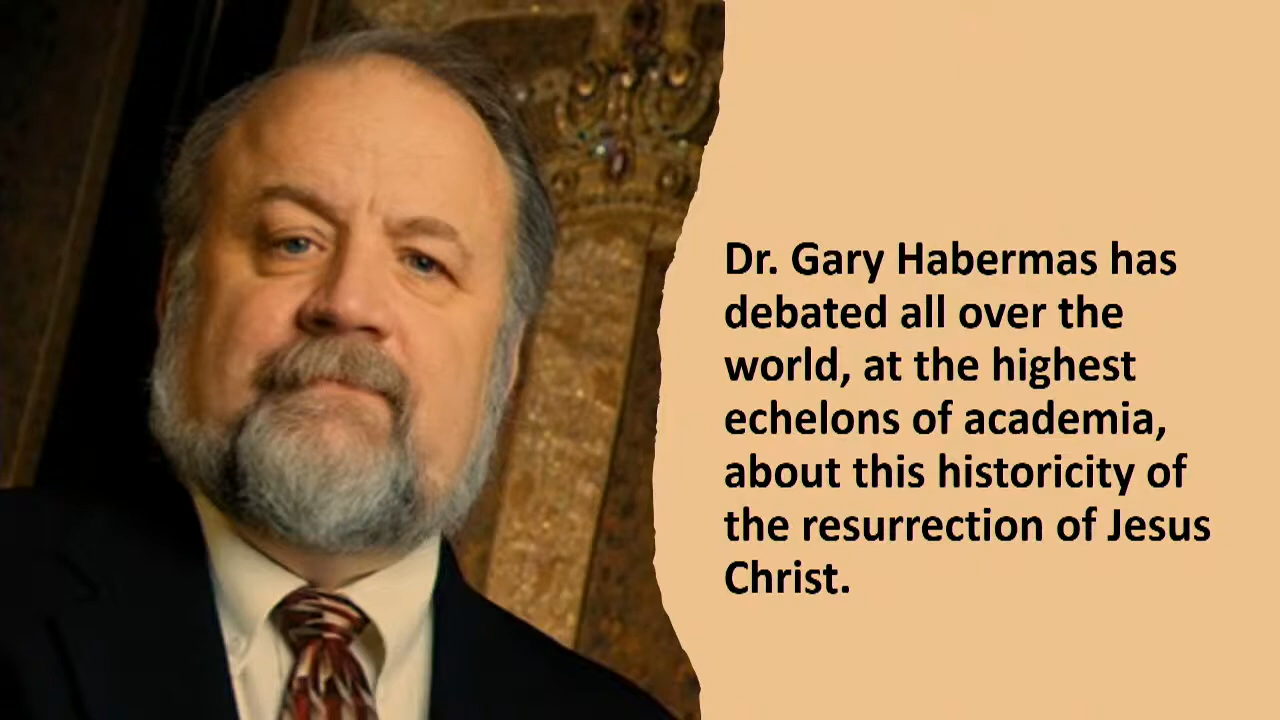 Dr. Gary Habermas has
debated all over the
world, at the highest
echelons of academia,
about this historicity of
the resurrection of Jesus
Christ.